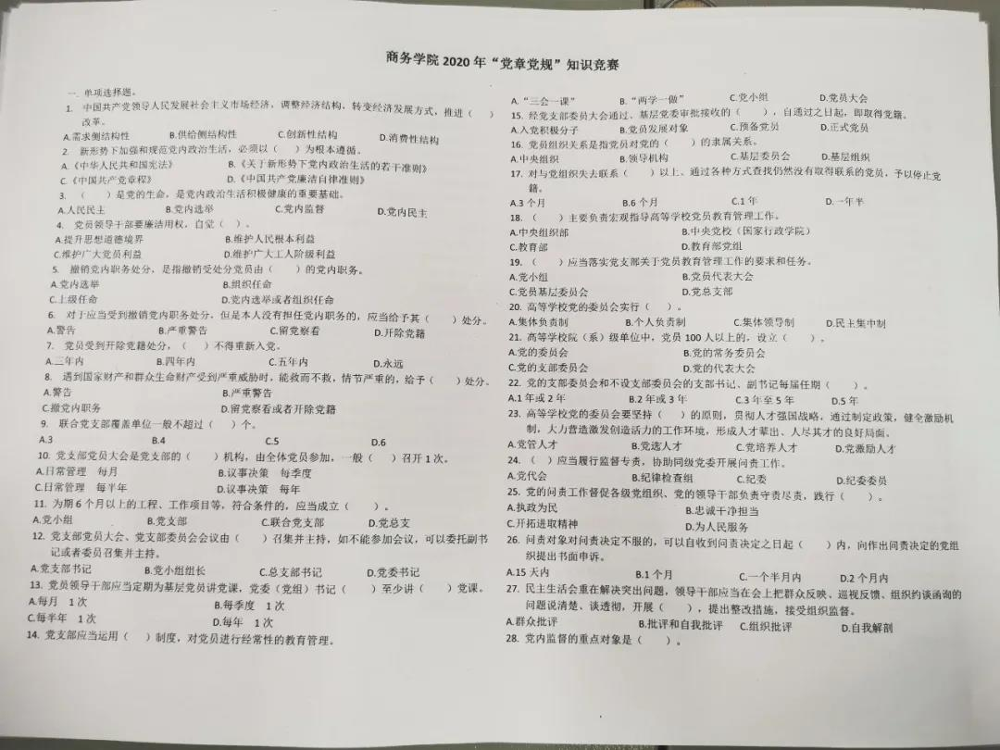 商务学院 2020 年“党章党规”知识竞赛
一、单项选择题。
1. 中国共产党领导人民发展社会主义市场经济，调整经济结构，转变经济发展方式，推进（ ）
改革。
A.需求侧结构性 B.供给侧结构性 C.创新性结构 D.消费性结构
2. 新形势下加强和规范党内政治生活，必须以（ ）为根本遵循。
A.《中华人民共和国宪法》 B.《关于新形势下党内政治生活的若干准则》
C.《中国共产党章程》 D.《中国共产党廉洁自律准则》
3. （ ）是党的生命，是党内政治生活积极健康的重要基础。
A.人民民主 B.党内选举 C.党内监督 D.党内民主
4. 党员领导干部要廉洁用权，自觉（ ）。
A.提升思想道德境界 B.维护人民根本利益
C.维护广大党员利益 D.维护广大工人阶级利益
5. 撤销党内职务处分，是指撤销受处分党员由（ ）的党内职务。
A.党内选举 B.组织任命
C.上级任命 D.党内选举或者组织任命
6. 对于应当受到撤销党内职务处分，但是本人没有担任党内职务的，应当给予其（ ）处分。
A.警告 B.严重警告 C.留党察看 D.开除党籍
7. 党员受到开除党籍处分，（ ）不得重新入党。
A.三年内 B.四年内 C.五年内 D.永远
8. 遇到国家财产和群众生命财产受到严重威胁时，能救而不救，情节严重的，给予（ ）处分。
A.警告 B.严重警告
C.撤党内职务 D.留党察看或者开除党籍
9. 联合党支部覆盖单位一般不超过（ ）个。
A.3 B.4 C.5 D.6
10. 党支部党员大会是党支部的（ ）机构，由全体党员参加，一般（ ）召开 1 次。
A.日常管理 每月 B.议事决策 每季度
C.日常管理 每半年 D.议事决策 每年
11. 为期 6 个月以上的工程、工作项目等，符合条件的，应当成立（ ）。
A.党小组 B.党支部 C.联合党支部 D.党总支
12. 党支部党员大会、党支部委员会会议由（ ）召集并主持，如不能参加会议，可以委托副书
记或者委员召集并主持。
A.党支部书记 B.党小组组长 C.总支部书记 D.党委书记
13. 党员领导干部应当定期为基层党员讲党课，党委（党组）书记（ ）至少讲（ ）党课。
A.每月 1 次 B.每季度 1 次
C.每半年 1 次 D.每年 1 次
14. 党支部应当运用（ ）制度，对党员进行经常性的教育管理。
A.“三会一课” B.“两学一做” C.党小组 D.党员大会
15. 经党支部委员大会通过、基层党委审批接收的（ ），自通过之日起，即取得党籍。
A.入党积极分子 B.党员发展对象 C.预备党员 D.正式党员
16. 党员组织关系是指党员对党的（ ）的隶属关系。
A.中央组织 B.领导机构 C.基层委员会 D.基层组织
17. 对与党组织失去联系（ ）以上、通过各种方式查找仍然没有取得联系的党员，予以停止党
籍。
A.3 个月 B.6 个月 C.1 年 D.一年半
18. （ ）主要负责宏观指导高等学校党员教育管理工作。
A.中央组织部 B.中央党校（国家行政学院）
C.教育部 D.教育部党组
19. （ ）应当落实党支部关于党员教育管理工作的要求和任务。
A.党小组 B.党员代表大会
C.党员基层委员会 D.党总支部
20. 高等学校党的委员会实行（ ）。
A.集体负责制 B.个人负责制 C.集体领导制 D.民主集中制
21. 高等学校院（系）级单位中，党员 100 人以上的，设立（ ）。
A.党的委员会 B.党的常务委员会
C.党的支部委员会 D.党的代表大会
22. 党的支部委员会和不设支部委员会的支部书记、副书记每届任期（ ）。
A.1 年或 2 年 B.2 年或 3 年 C.3 年至 5 年 D.5 年
23. 高等学校党的委员会要坚持（ ）的原则，贯彻人才强国战略，通过制定政策，健全激励机
制，大力营造激发创造活力的工作环境，形成人才辈出、人尽其才的良好局面。
A.党管人才 B.党选人才 C.党培养人才 D.党激励人才
24. （ ）应当履行监督专责，协助同级党委开展问责工作。
A.党代会 B.纪律检查组 C.纪委 D.纪委委员
25. 党的问责工作督促各级党组织、党的领导干部负责守责尽责，践行（ ）。
A.执政为民 B.忠诚干净担当
C.开拓进取精神 D.为人民服务
26. 问责对象对问责决定不服的，可以自收到问责决定之日起（ ）内，向作出问责决定的党组
织提出书面申诉。
A.15 天内 B.1 个月 C.一个半月内 D.2 个月内
27. 民主生活会重在解决突出问题，领导干部应当在会上把群众反映、巡视反馈、组织约谈函询的
问题说清楚、谈透彻，开展（ ），提出整改措施，接受组织监督。
A.群众批评 B.批评和自我批评 C.组织批评 D.自我解剖
28. 党内监督的重点对象是（ ）。